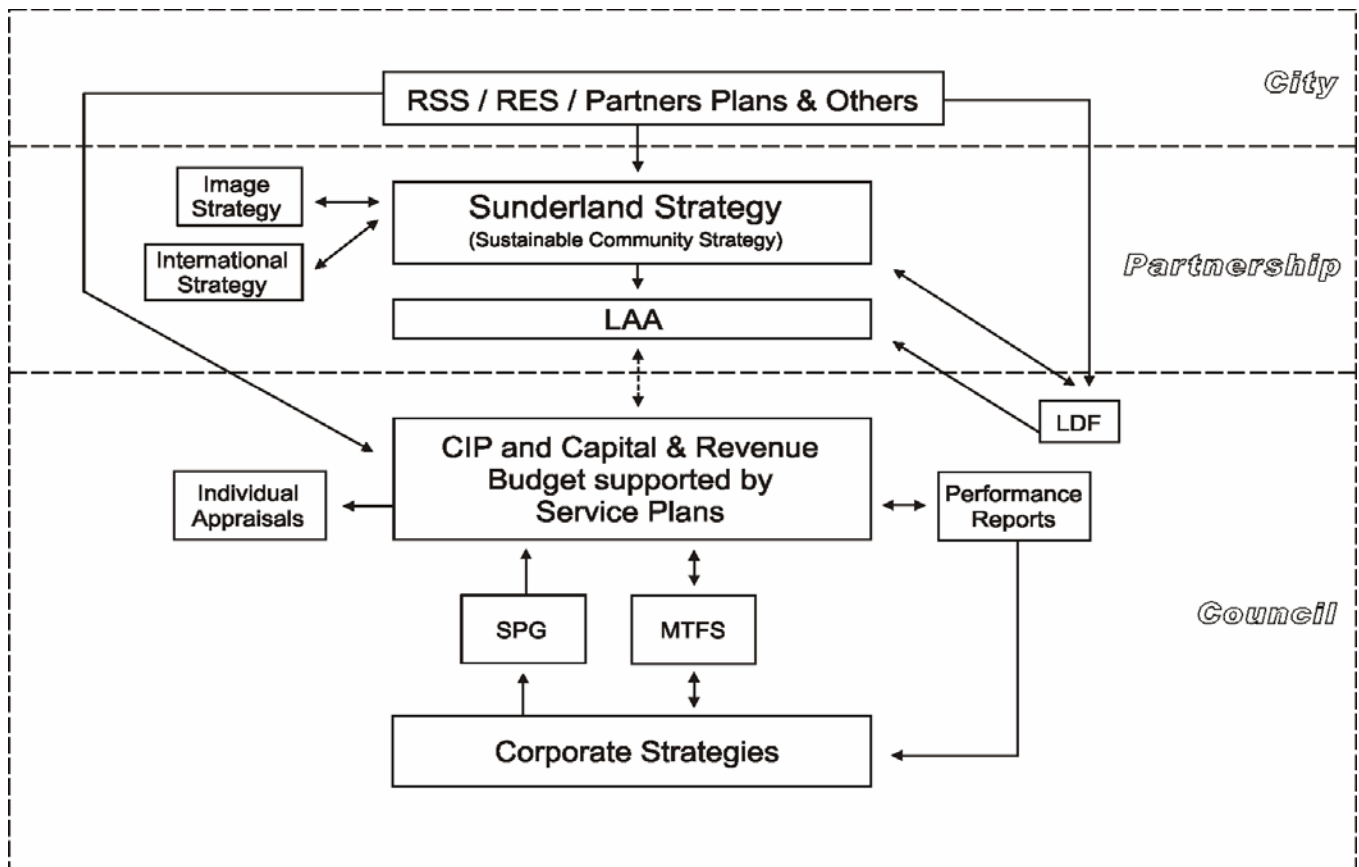 City
RSS / RES / Partners Plans & Others
Image
Strategy
Sunderland Strategy
(Sustainable Community Strategy)
International
Strategy
Partnership
LAA
LDF
CIP and Capital & Revenue
Budget supported by
Service Plans
Individual
Appraisals
Performance
Reports
SPG
MTFS
Council
Corporate Strategies